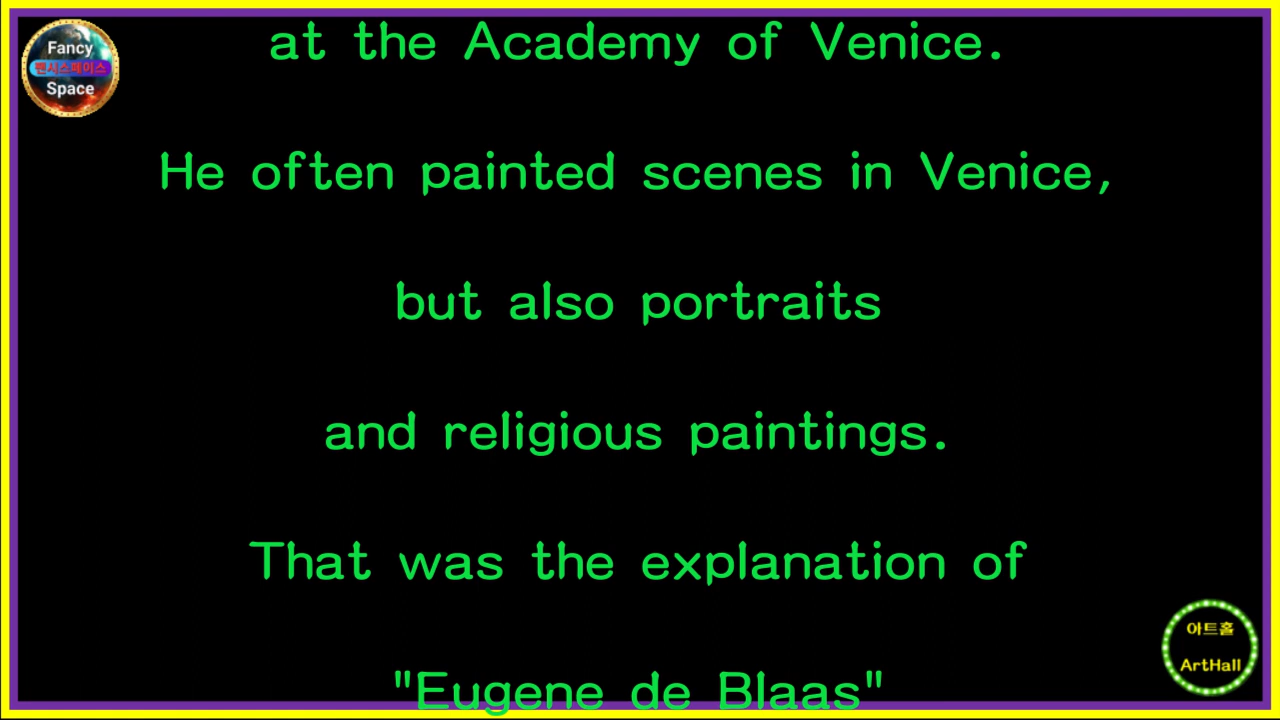 at the Academy of Venice.
Fancy
팬시스페이스
Space
He often painted scenes in Venice,
but also portraits
and religious paintings.
That was the explanation of
아트홀
ArtHall
"Eugene de Blaas"